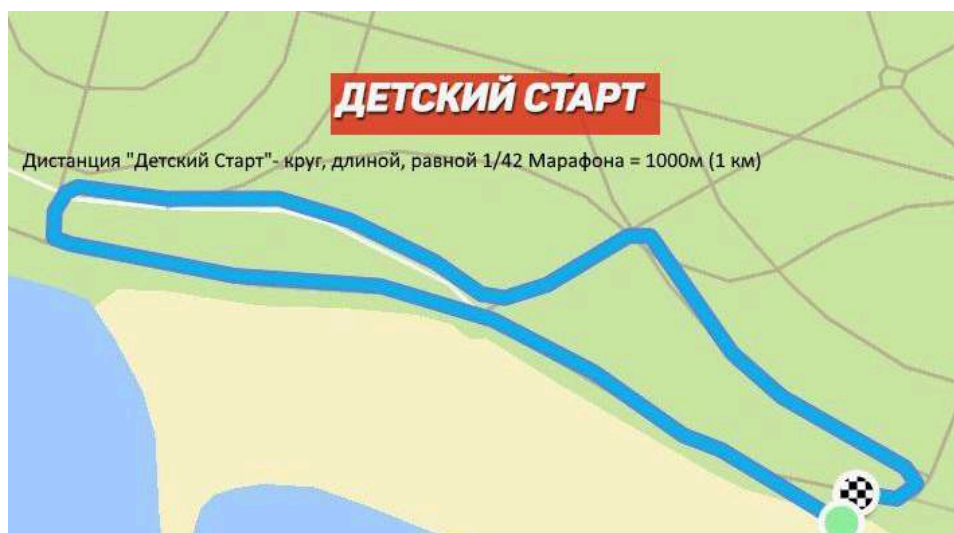 ДЕТСКИЙ СТАРТ
Дистанция "Детский Старт"- круг, длиной, равной 1/42 Марафона = 1000м (1 км)